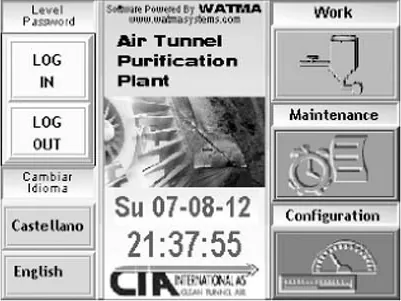 Level
Password
LOG
IN
LOG
OUT
Cambiar
Idioma
Castellano
English
Software Powered By WATMA
www.watmasystems.com
Air Tunnel
Purification
Plant
Su 07-08-12
21:37:55
CTA
INTERNATIONAL AS
CLEAN TUNNEL AIR
Work
Maintenance
Configuration